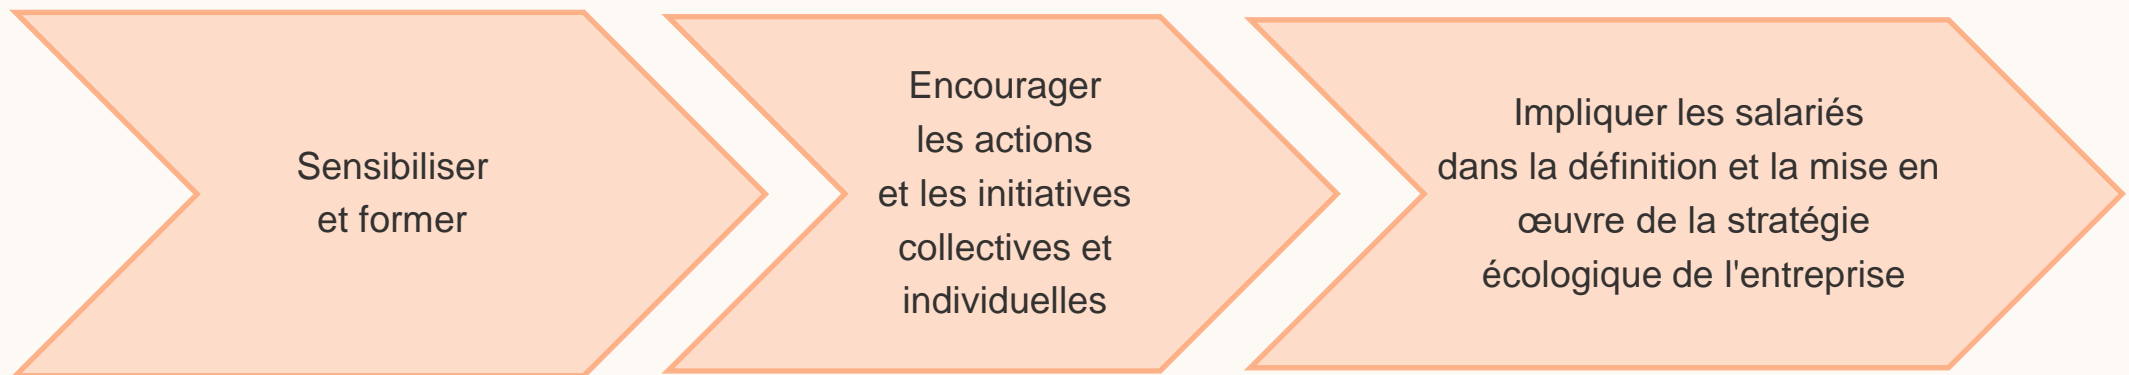 Sensibiliser
et former
Encourager
les actions
et les initiatives
collectives et
individuelles
Impliquer les salariés
dans la définition et la mise en
œuvre de la stratégie
écologique de l'entreprise